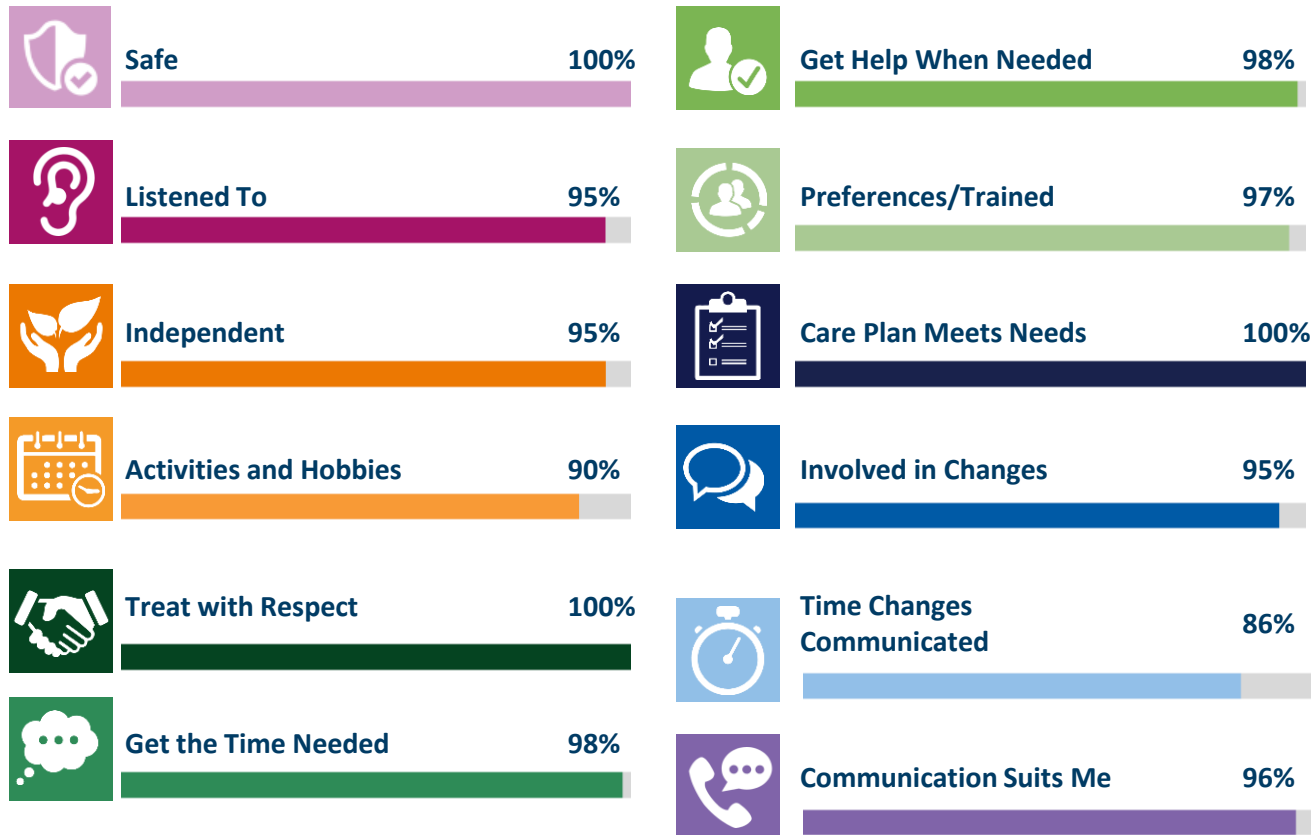 Safe 100%
Listened To 95%
Independent 95%
Activities and Hobbies 90%
Treat with Respect 100%
Get the Time Needed 98%
Get Help When Needed 98%
Preferences/Trained 97%
Care Plan Meets Needs 100%
Involved in Changes 95%
Time Changes
Communicated 86%
Communication Suits Me 96%